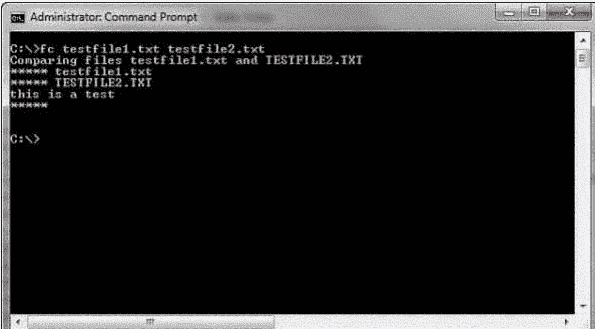 Administrator: Command Prompt
C:\>fc testfile1.txt testfile2.txt
Comparing files testfile1.txt and TESTFILE2.TXT
***** testfile1.txt
***** TESTFILE2.TXT
this is a test
*****
C:\>